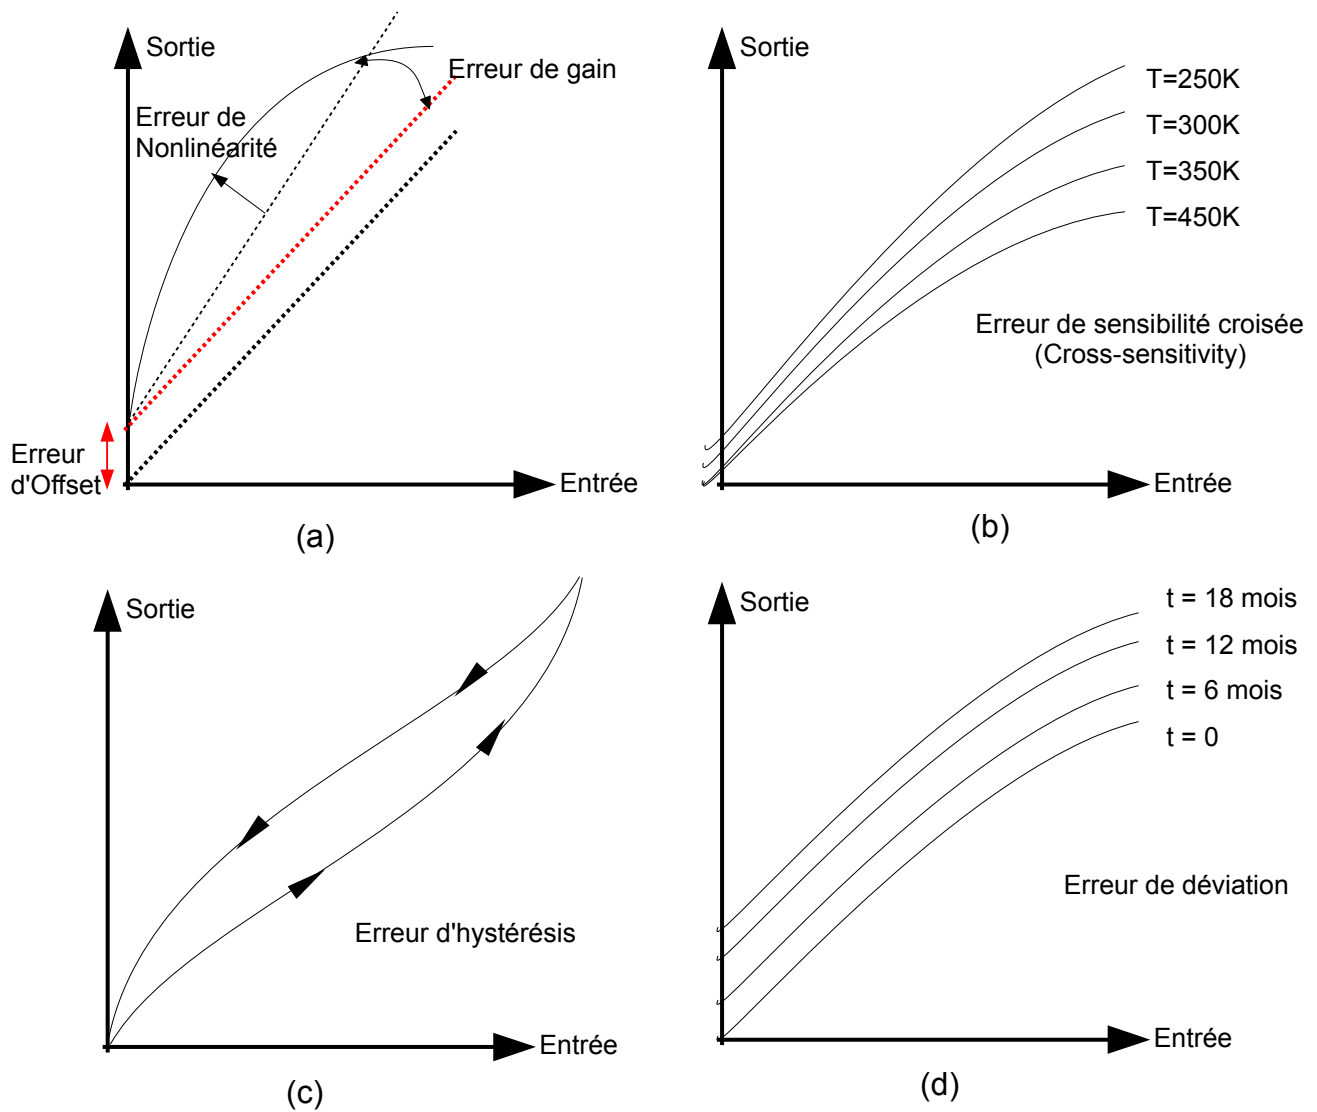 Sortie
Erreur de gain
Erreur de
Nonlinéarité
Erreur
d'Offset
Entrée
(a)
Sortie
T=250K
T=300K
T=350K
T=450K
Erreur de sensibilité croisée
(Cross-sensitivity)
Entrée
(b)
Sortie
Erreur d'hystérésis
Entrée
(c)
Sortie
t = 18 mois
t = 12 mois
t = 6 mois
t = 0
Erreur de déviation
Entrée
(d)